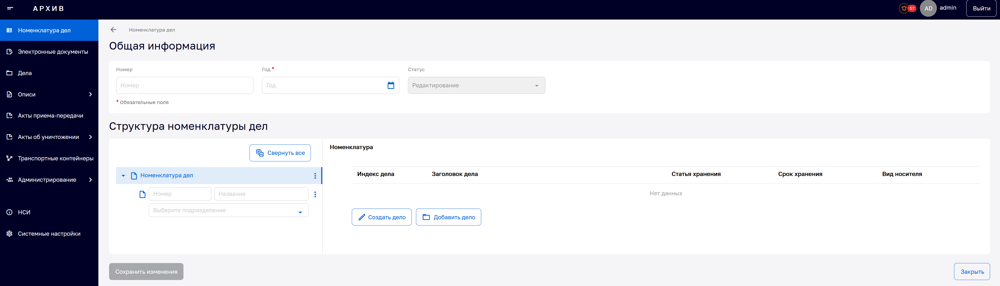 АРХИВ
57
AD
admin
Выйти
Номенклатура дел
Электронные документы
Дела
Описи
Акты приема-передачи
Акты об уничтожении
Транспортные контейнеры
Администрирование
НСИ
Системные настройки
Номенклатура дел
Общая информация
Номер
Год *
Статус
Номер
Год
Редактирование
* Обязательные поля
Структура номенклатуры дел
Свернуть все
Номенклатура дел
Номер
Название
Выберите подразделение
Номенклатура
Индекс дела
Заголовок дела
Статья хранения
Срок хранения
Вид носителя
Нет данных
Создать дело
Добавить дело
Сохранить изменения
Закрыть